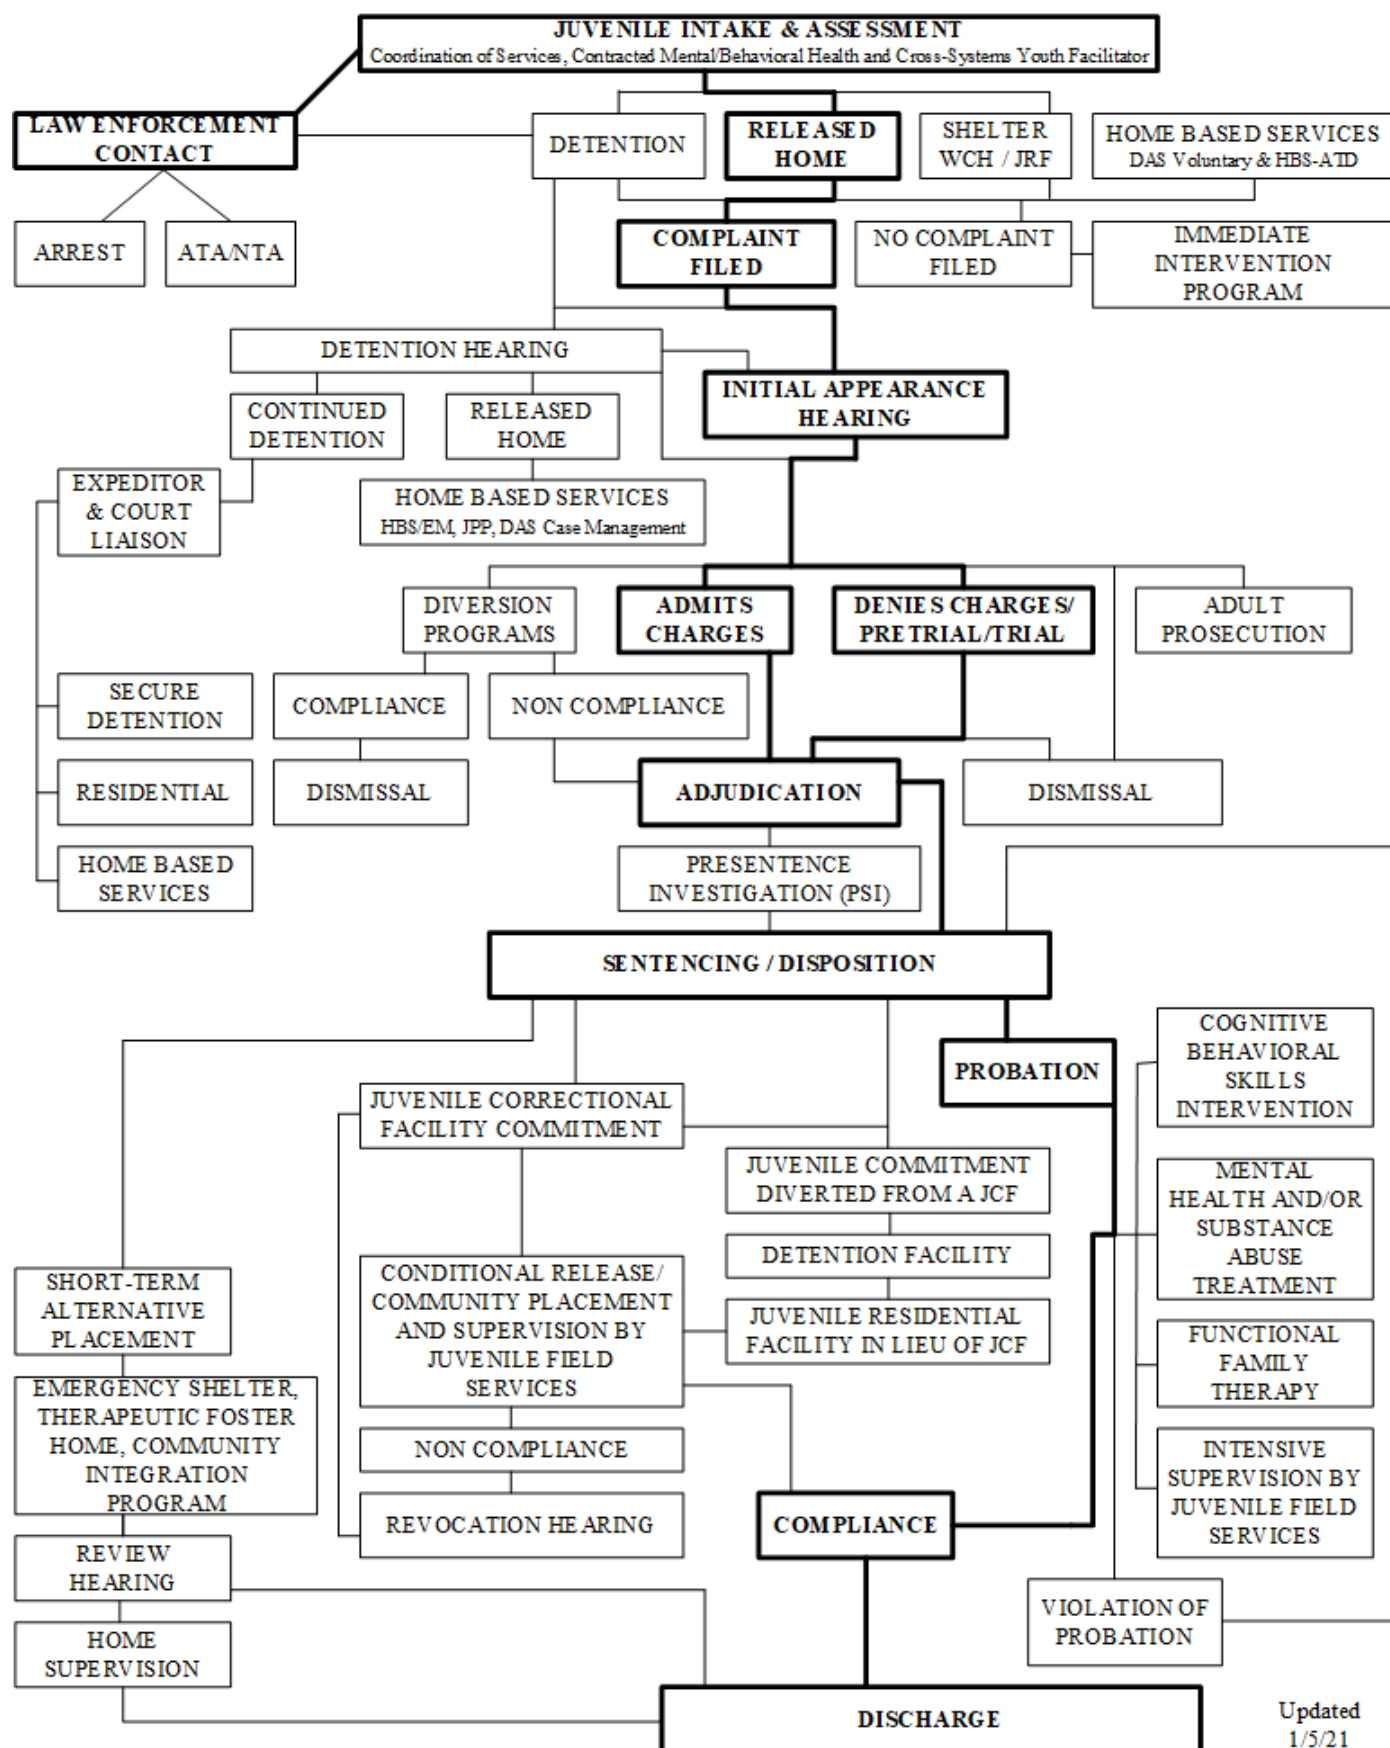 JUVENILE INTAKE & ASSESSMENT
Coordination of Services, Contracted Mental/Behavioral Health and Cross-Systems Youth Facilitator
LAW ENFORCEMENT
CONTACT
DETENTION
RELEASED
HOME
SHELTER
WCH / JRF
HOME BASED SERVICES
DAS Voluntary & HBS-ATD
ARREST
ATA/NTA
COMPLAINT
FILED
NO COMPLAINT
FILED
IMMEDIATE
INTERVENTION
PROGRAM
DETENTION HEARING
INITIAL APPEARANCE
HEARING
CONTINUED
DETENTION
RELEASED
HOME
EXPEDITOR
& COURT
LIAISON
HOME BASED SERVICES
HBS/EM, JPP, DAS Case Management
DIVERSION
PROGRAMS
ADMITS
CHARGES
DENIES CHARGES/
PRETRIAL/TRIAL
ADULT
PROSECUTION
SECURE
DETENTION
COMPLIANCE
NON COMPLIANCE
RESIDENTIAL
DISMISSAL
ADJUDICATION
DISMISSAL
HOME BASED
SERVICES
PRESENTENCE
INVESTIGATION (PSI)
SENTENCING / DISPOSITION
PROBATION
COGNITIVE
BEHAVIORAL
SKILLS
INTERVENTION
JUVENILE CORRECTIONAL
FACILITY COMMITMENT
JUVENILE COMMITMENT
DIVERTED FROM A JCF
MENTAL
HEALTH AND/OR
SUBSTANCE
ABUSE
TREATMENT
DETENTION FACILITY
SHORT-TERM
ALTERNATIVE
PLACEMENT
CONDITIONAL RELEASE/
COMMUNITY PLACEMENT
AND SUPERVISION BY
JUVENILE FIELD
SERVICES
JUVENILE RESIDENTIAL
FACILITY IN LIEU OF JCF
FUNCTIONAL
FAMILY
THERAPY
EMERGENCY SHELTER,
THERAPEUTIC FOSTER
HOME, COMMUNITY
INTEGRATION
PROGRAM
NON COMPLIANCE
INTENSIVE
SUPERVISION BY
JUVENILE FIELD
SERVICES
REVOCATION HEARING
COMPLIANCE
REVIEW
HEARING
VIOLATION OF
PROBATION
HOME
SUPERVISION
DISCHARGE
Updated
1/5/21